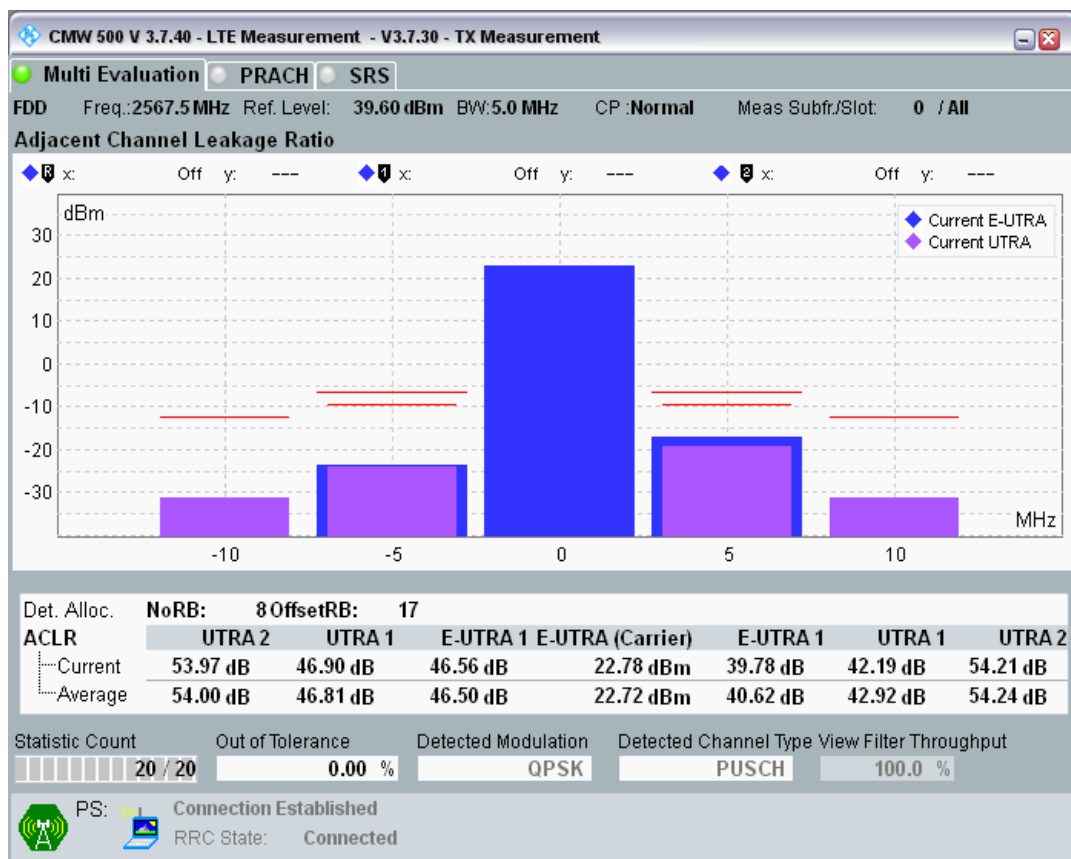 CMW 500 V 3.7.40 - LTE Measurement - V3.7.30 - TX Measurement
Multi Evaluation PRACH SRS
FDD Freq.:2567.5 MHz Ref. Level: 39.60 dBm BW:5.0 MHz CP :Normal Meas Subfr./Slot: 0 / All
Adjacent Channel Leakage Ratio
R x: Off y: --- 1 x: Off y: --- 2 x: Off y: ---
dBm
Current E-UTRA
Current UTRA
30
20
10
0
-10
-20
-30
MHz
-10 -5 0 5 10
Det. Alloc. NoRB: 8 OffsetRB: 17
ACLR UTRA 2 UTRA 1 E-UTRA 1 E-UTRA (Carrier) E-UTRA 1 UTRA 1 UTRA 2
Current 53.97 dB 46.90 dB 46.56 dB 22.78 dBm 39.78 dB 42.19 dB 54.21 dB
Average 54.00 dB 46.81 dB 46.50 dB 22.72 dBm 40.62 dB 42.92 dB 54.24 dB
Statistic Count Out of Tolerance Detected Modulation Detected Channel Type View Filter Throughput
20 / 20 0.00 % QPSK PUSCH 100.0 %
PS: Connection Established
RRC State: Connected